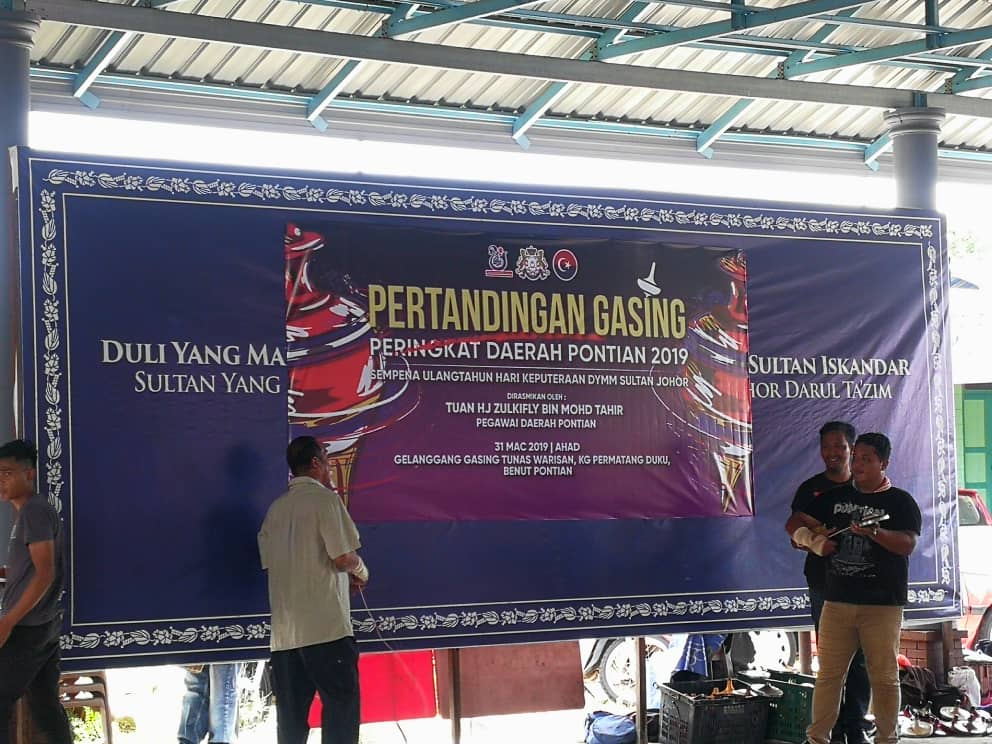 PERTANDINGAN GASING
PERINGKAT DAERAH PONTIAN 2019
SEMPENA ULANGTAHUN HARI KEPUTERAAN DYMM SULTAN JOHOR
DIRASMIKAN OLEH :
TUAN HJ ZULKIFLY BIN MOHD TAHIR
PEGAWAI DAERAH PONTIAN
31 MAC 2019 | AHAD
GELANGGANG GASING TUNAS WARISAN, KG PERMATANG DUKU,
BENUT PONTIAN
DULI YANG MA
SULTAN ISKANDAR
SULTAN YANG
HOR DARUL TA'ZIM
PONTIAN